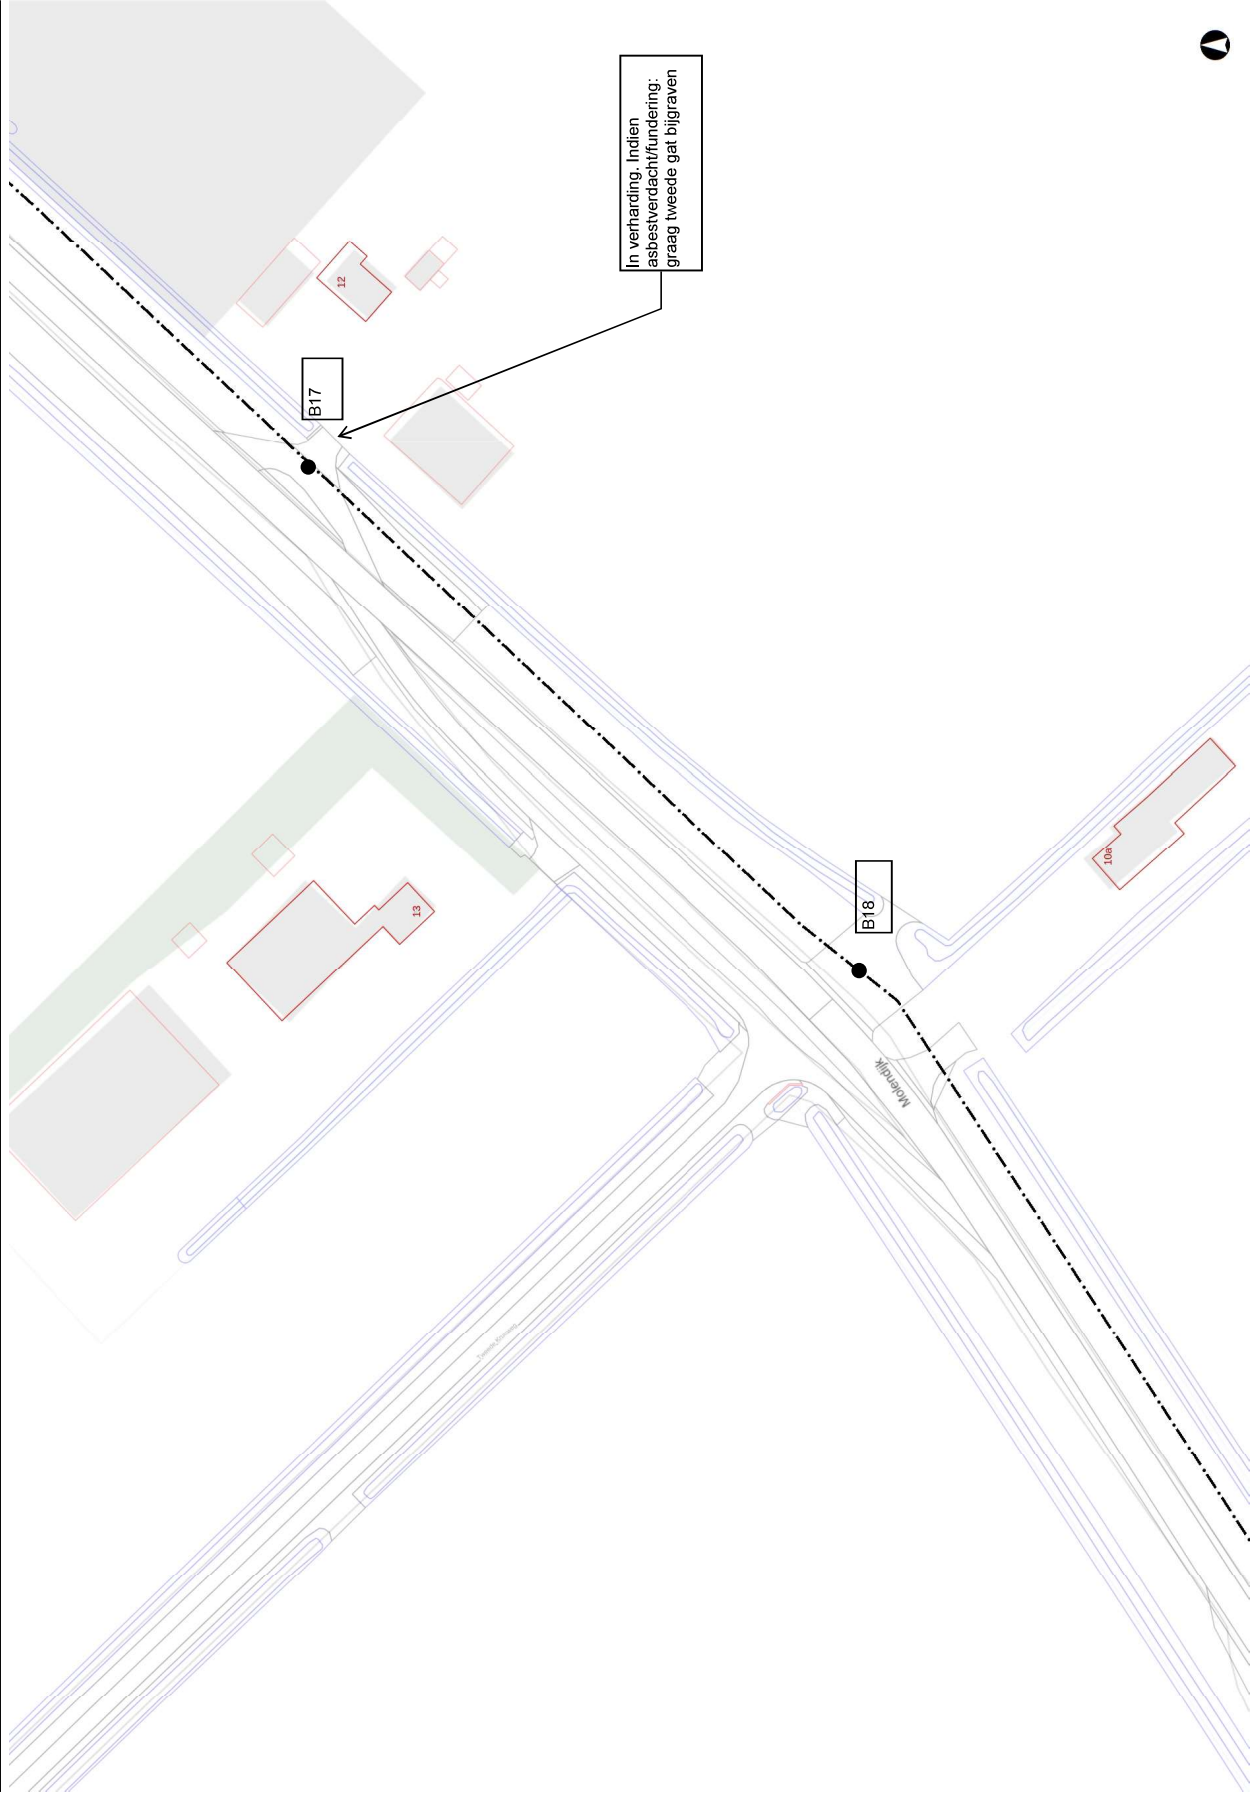 In verharding. Indien
asbestverdacht/fundering:
graag tweede gat bijgraven
12
B17
13
10a
B18
Molendijk